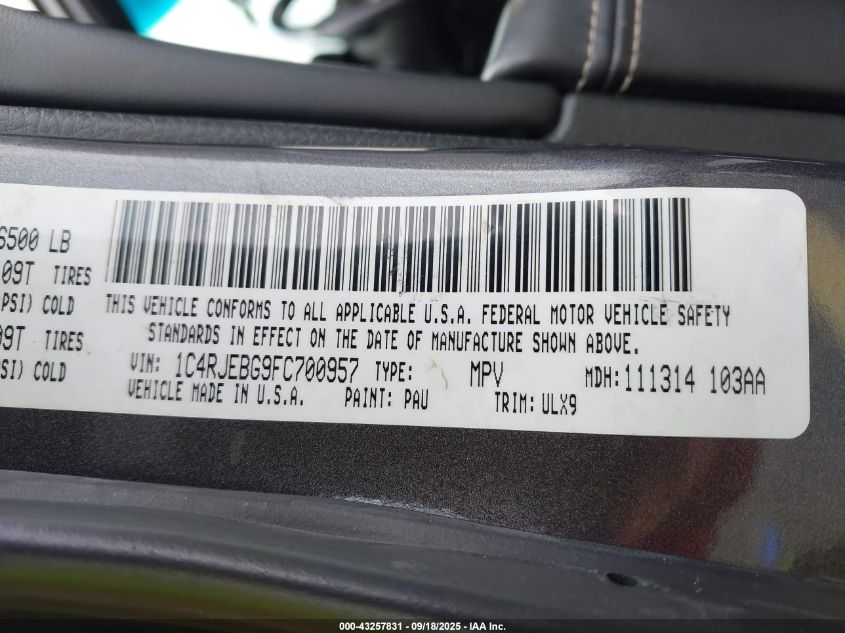 6500 LB
09T TIRES
PSI) COLD
09T TIRES
PSI) COLD
THIS VEHICLE CONFORMS TO ALL APPLICABLE U.S.A. FEDERAL MOTOR VEHICLE SAFETY
STANDARDS IN EFFECT ON THE DATE OF MANUFACTURE SHOWN ABOVE.
VIN: 1C4RJEBG9FC700957 TYPE: MPV MDH:111314 103AA
VEHICLE MADE IN U.S.A. PAINT: PAU TRIM: ULX9
000-43257831 - 09/18/2025 - IAA Inc.